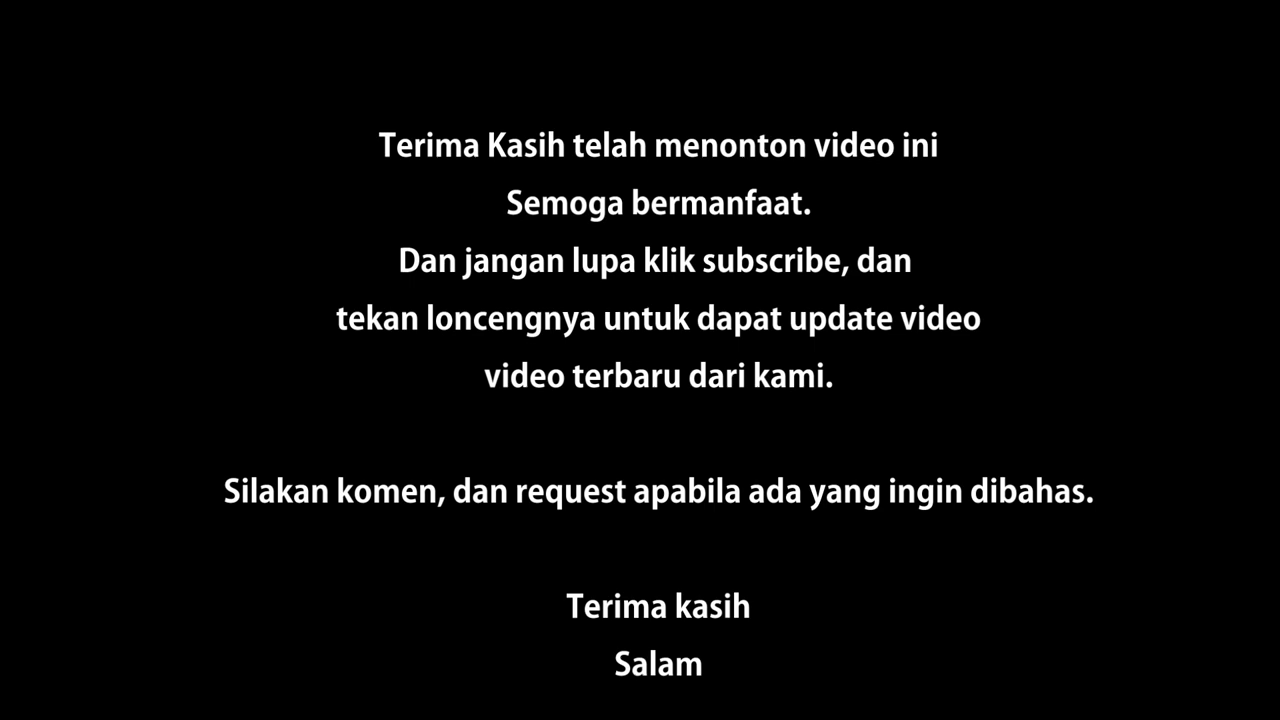 Terima Kasih telah menonton video ini
Semoga bermanfaat.
Dan jangan lupa klik subscribe, dan
tekan loncengnya untuk dapat update video
video terbaru dari kami.
Silakan komen, dan request apabila ada yang ingin dibahas.
Terima kasih
Salam